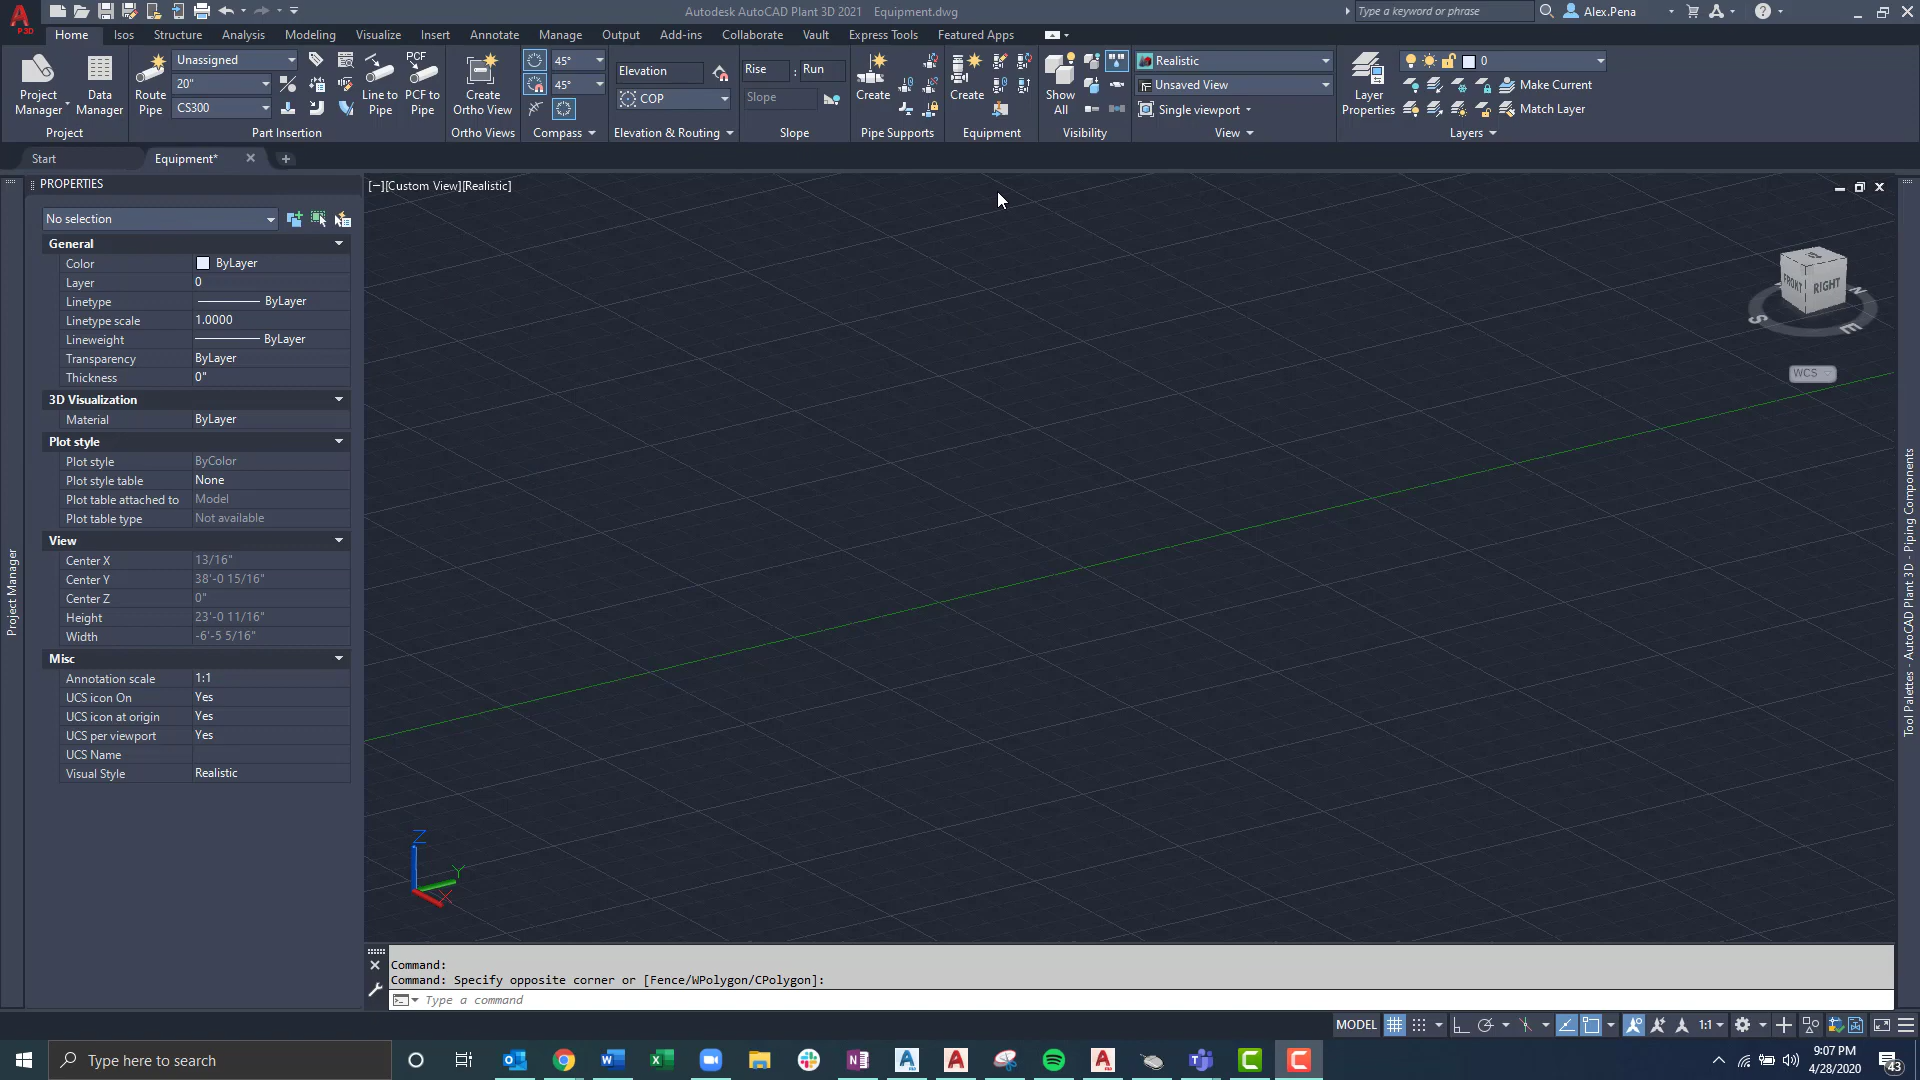 Autodesk AutoCAD Plant 3D 2021 Equipment.dwg
Type a keyword or phrase
Alex.Pena
P3D
Home Isos Structure Analysis Modeling Visualize Insert Annotate Manage Output Add-ins Collaborate Vault Express Tools Featured Apps
Project Manager
Data Manager
Project
Route Pipe
Unassigned
20"
CS300
Line to Pipe
PCF
PCF to Pipe
Part Insertion
Create Ortho View
Ortho Views
45°
45°
Compass
Elevation
COP
Elevation & Routing
Rise : Run
Slope
Slope
Create
Pipe Supports
Create
Equipment
Show All
Visibility
Realistic
Unsaved View
Single viewport
View
Layer Properties
0
Make Current
Match Layer
Layers
Start
Equipment*
PROPERTIES
[−][Custom View][Realistic]
No selection
General
Color ByLayer
Layer 0
Linetype ByLayer
Linetype scale 1.0000
Lineweight ByLayer
Transparency ByLayer
Thickness 0"
3D Visualization
Material ByLayer
Plot style
Plot style ByColor
Plot style table None
Plot table attached to Model
Plot table type Not available
View
Center X 13/16"
Center Y 38'-0 15/16"
Center Z 0"
Height 23'-0 11/16"
Width -6'-5 5/16"
Misc
Annotation scale 1:1
UCS icon On Yes
UCS icon at origin Yes
UCS per viewport Yes
UCS Name
Visual Style Realistic
Project Manager
FRONT RIGHT
S E N
WCS
Tool Palettes - AutoCAD Plant 3D - Piping Components
Z
Y
X
Command:
Command: Specify opposite corner or [Fence/WPolygon/CPolygon]:
Type a command
MODEL 1:1
Type here to search
9:07 PM
4/28/2020
43